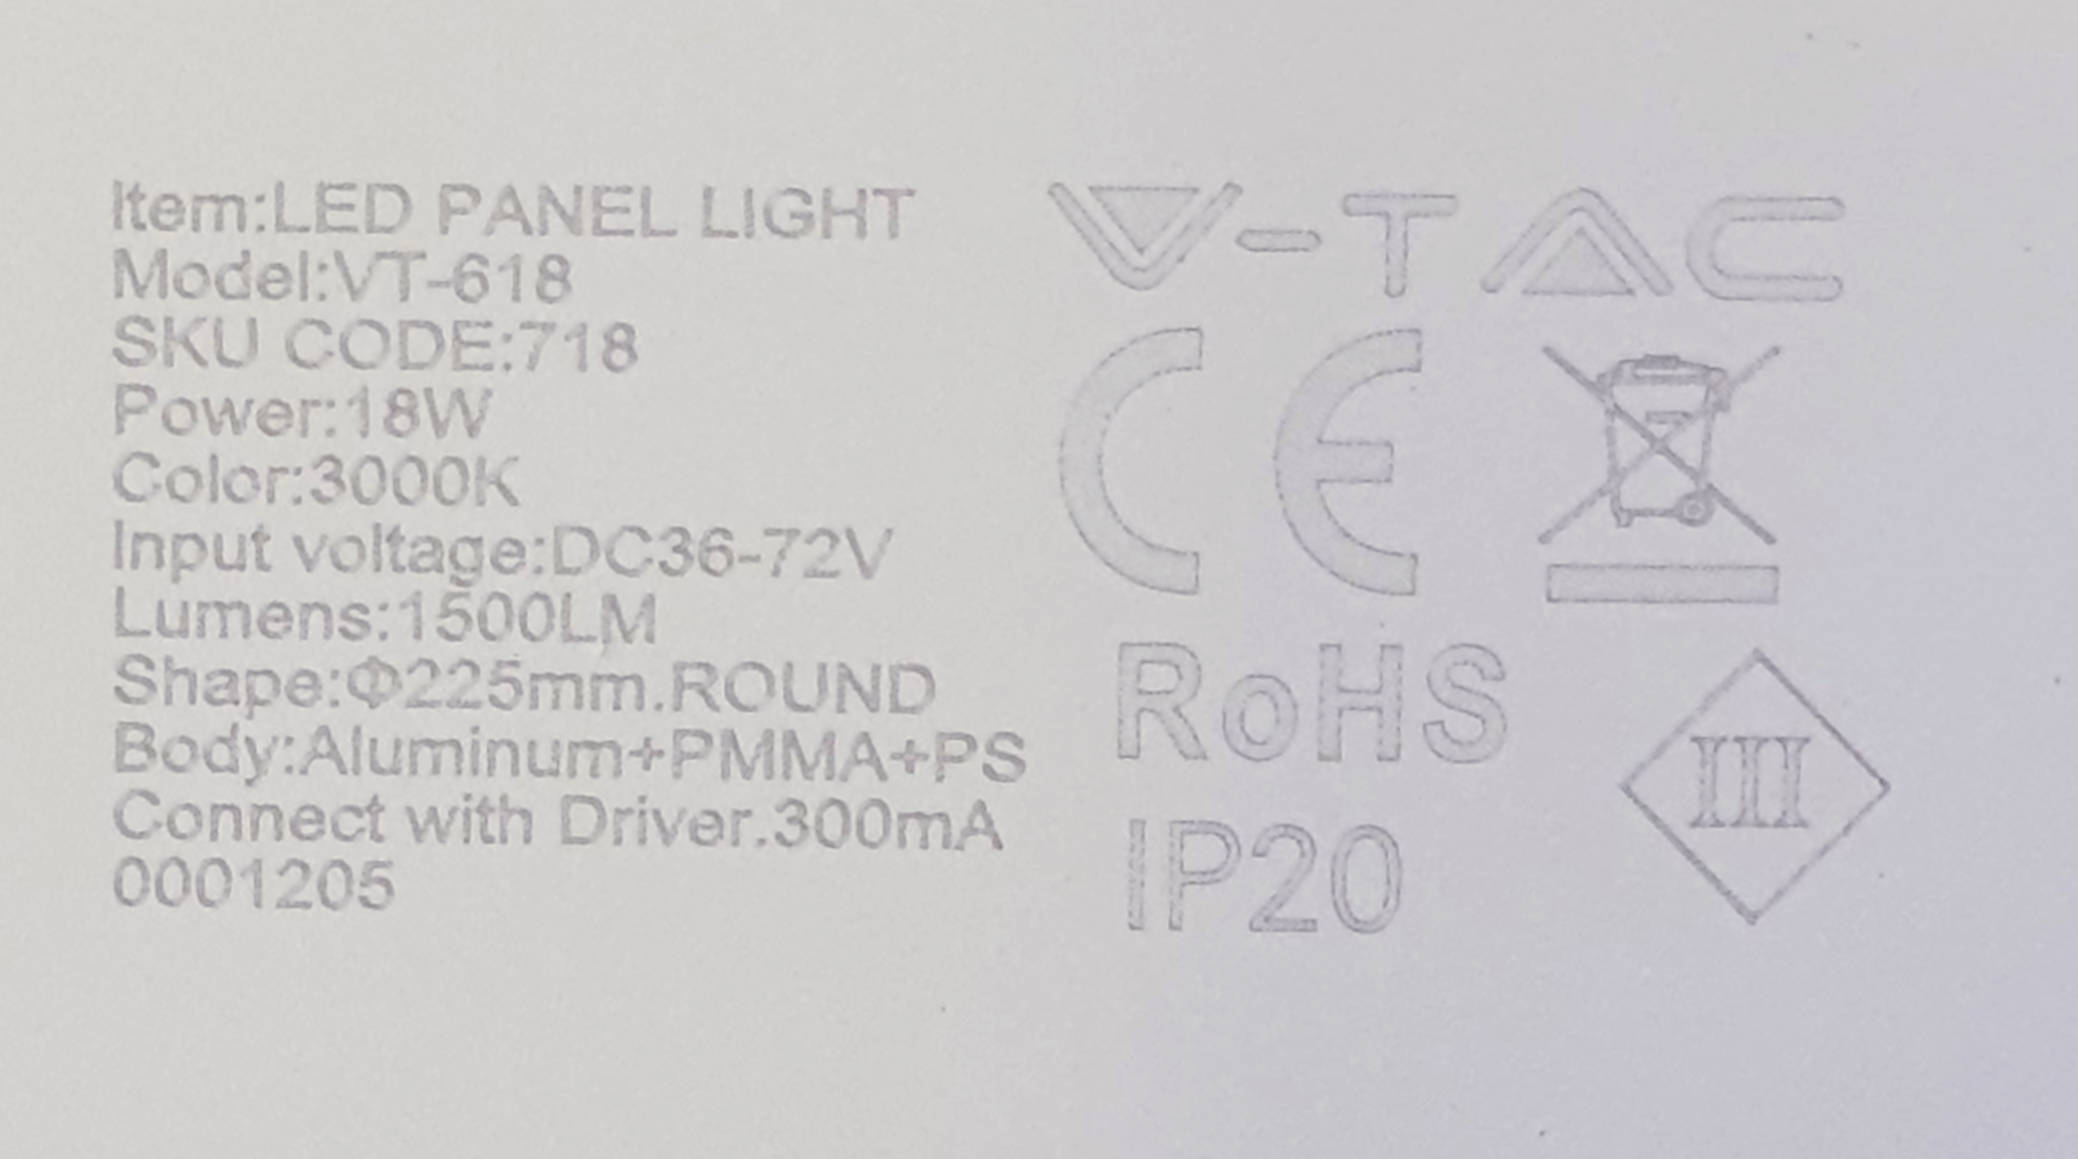 Item:LED PANEL LIGHT
Model:VT-618
SKU CODE:718
Power:18W
Color:3000K
Input voltage:DC36-72V
Lumens:1500LM
Shape:Φ225mm.ROUND
Body:Aluminum+PMMA+PS
Connect with Driver.300mA
0001205
V-TAC
CE
RoHS
IP20
III